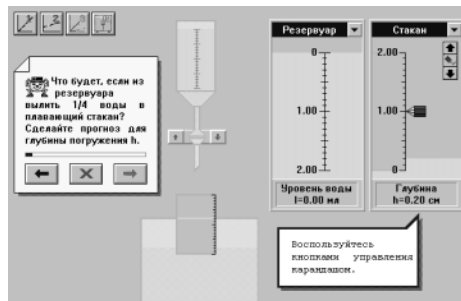 Что будет, если из
резервуара
вылить 1/4 воды в
плавающий стакан?
Сделайте прогноз для
глубины погружения h.
Резервуар
0
1.00
2.00
Уровень воды
l=0.00 мл
Стакан
2.00
1.00
0
Глубина
h=0.20 см
Воспользуйтесь
кнопками управления
карандашом.